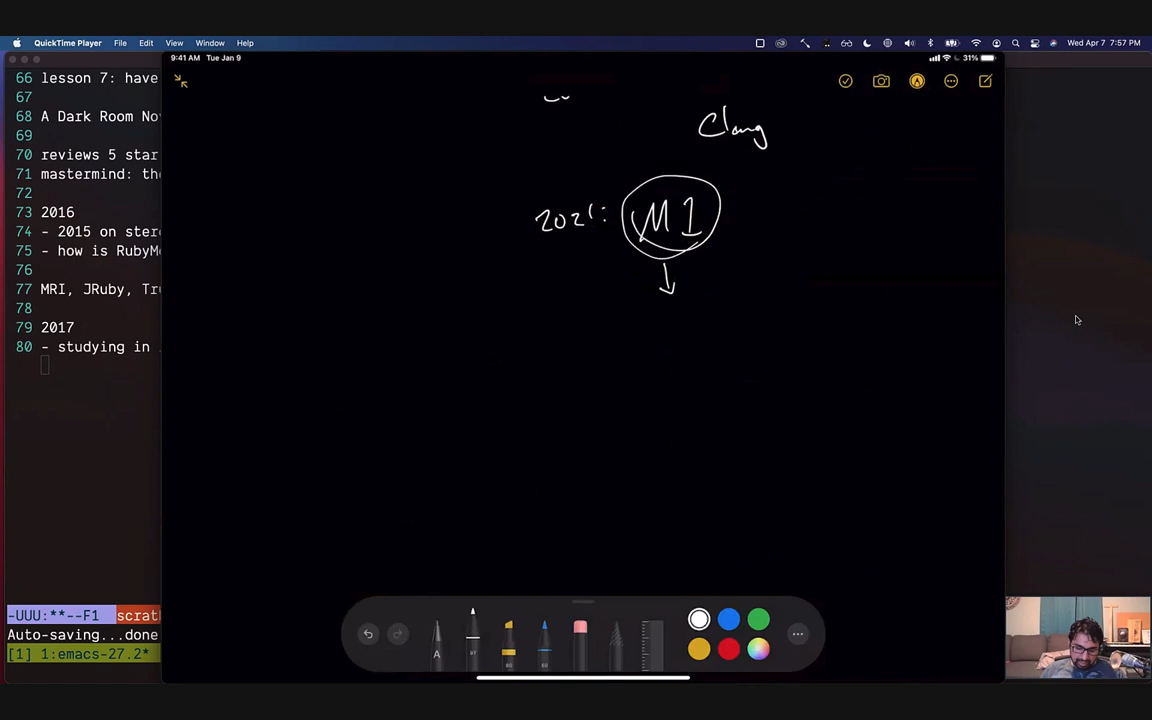 QuickTime Player File Edit View Window Help Wed Apr 7 7:57 PM
9:41 AM Tue Jan 9 31%
66 lesson 7: have
67
68 A Dark Room No
69
70 reviews 5 star
71 mastermind: the
72
73 2016
74 - 2015 on ster
75 - how is RubyM
76
77 MRI, JRuby, Tr
78
79 2017
80 - studying in
Clang
2021: M1
A
-UUU:**--F1 scrat
Auto-saving...done
[1] 1:emacs-27.2*